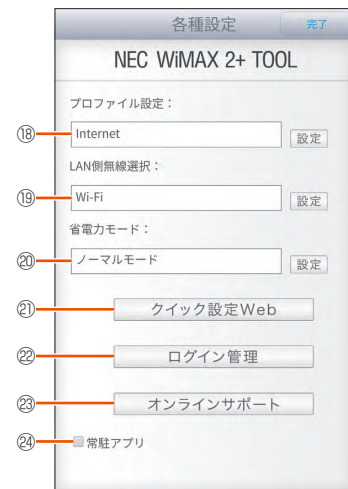 各種設定 完了
NEC WiMAX 2+ TOOL
プロファイル設定：
⑱ Internet 設定
LAN側無線選択：
⑲ Wi-Fi 設定
省電力モード：
⑳ ノーマルモード 設定
㉑ クイック設定Web
㉒ ログイン管理
㉓ オンラインサポート
㉔ 常駐アプリ